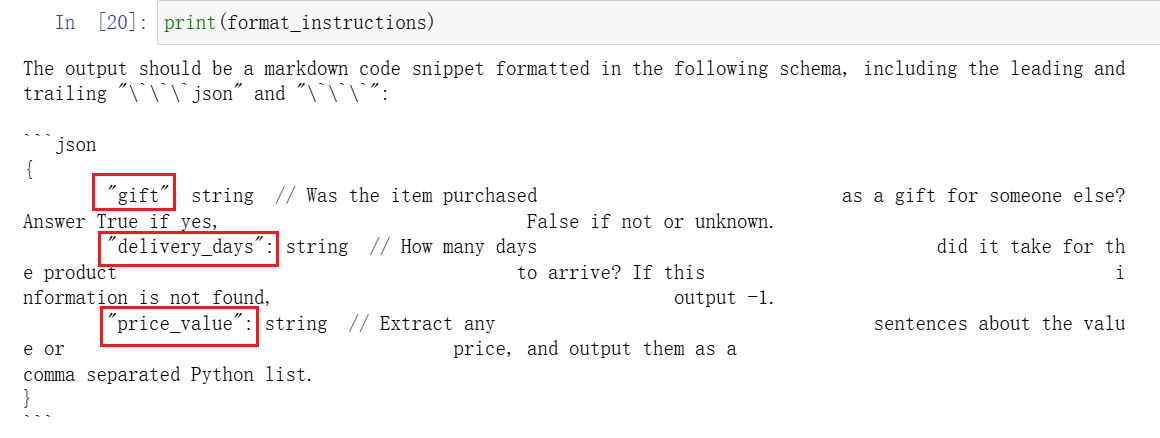 In [20]: print(format_instructions)
The output should be a markdown code snippet formatted in the following schema, including the leading and
trailing "\`\`\`json" and "\`\`\`":
```json
{
"gift" string // Was the item purchased as a gift for someone else?
Answer True if yes, False if not or unknown.
"delivery_days": string // How many days did it take for th
e product to arrive? If this i
nformation is not found, output -1.
"price_value": string // Extract any sentences about the valu
e or price, and output them as a
comma separated Python list.
}
```